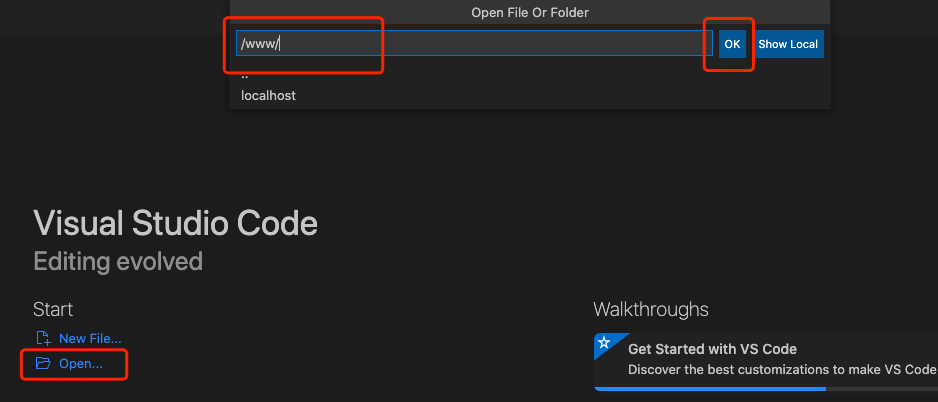 Open File Or Folder
/www/
OK
Show Local
..
localhost
Visual Studio Code
Editing evolved
Start
Walkthroughs
New File...
Open...
Get Started with VS Code
Discover the best customizations to make VS Code